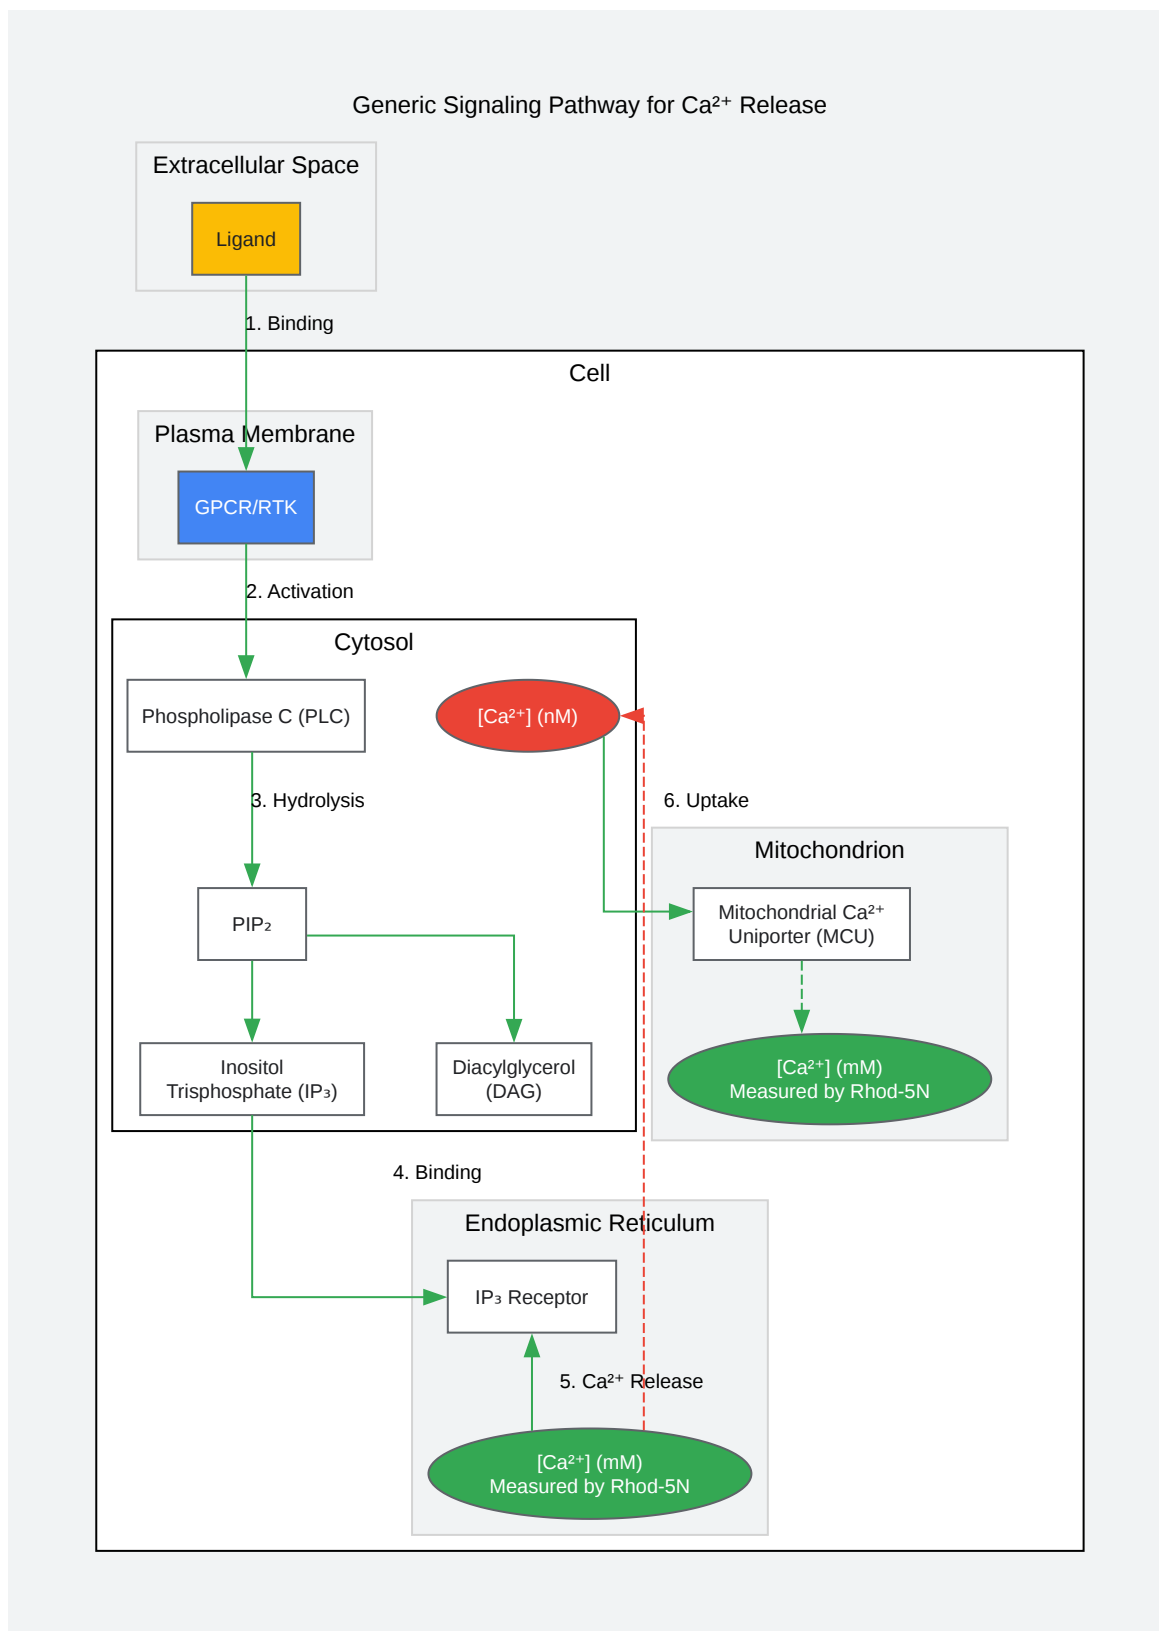 Generic Signaling Pathway for Ca²⁺ Release
Extracellular Space
Ligand
1. Binding
Cell
Plasma Membrane
GPCR/RTK
2. Activation
Cytosol
Phospholipase C (PLC)
[Ca²⁺] (nM)
3. Hydrolysis
6. Uptake
Mitochondrion
PIP₂
Mitochondrial Ca²⁺
Uniporter (MCU)
Inositol
Trisphosphate (IP₃)
Diacylglycerol
(DAG)
[Ca²⁺] (mM)
Measured by Rhod-5N
4. Binding
Endoplasmic Reticulum
IP₃ Receptor
5. Ca²⁺ Release
[Ca²⁺] (mM)
Measured by Rhod-5N